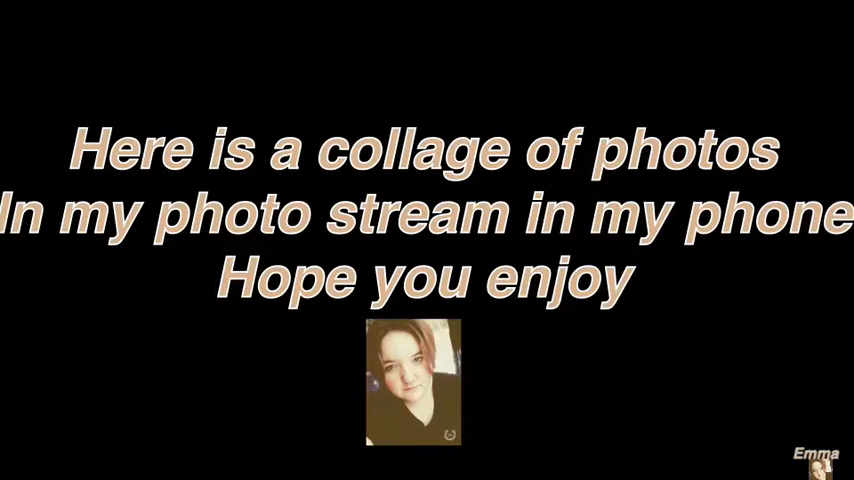 Here is a collage of photos
In my photo stream in my phone
Hope you enjoy
Emma